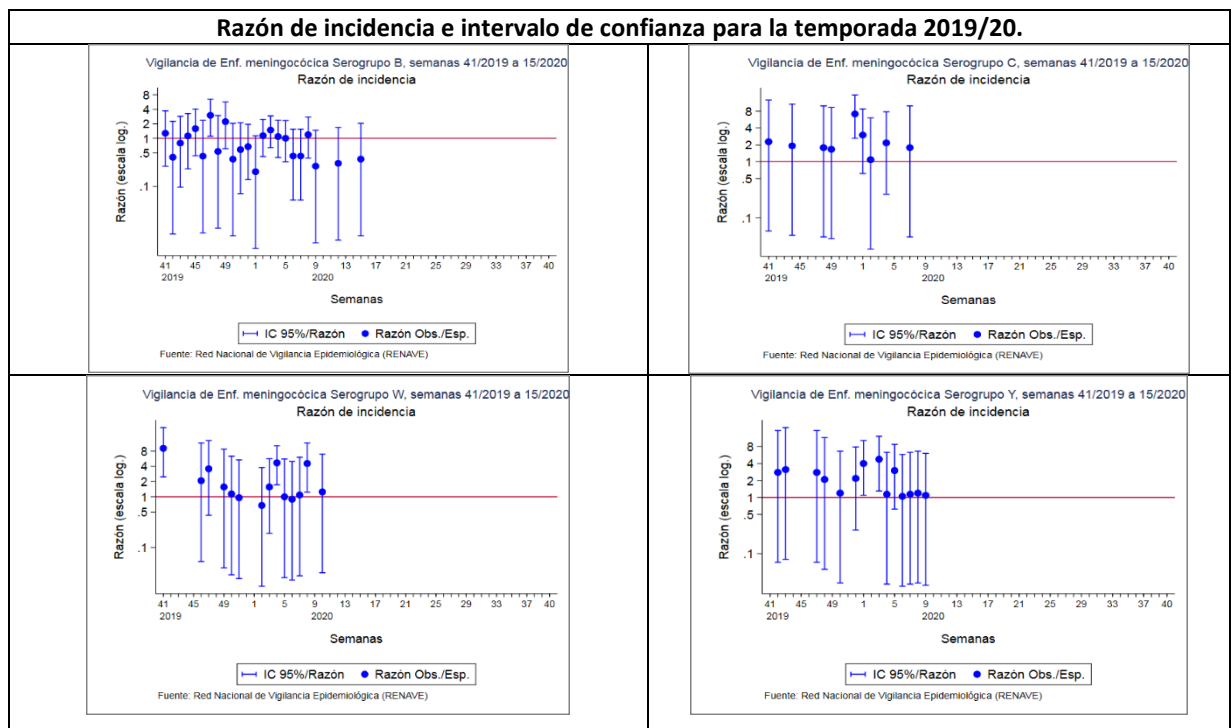 Razón de incidencia e intervalo de confianza para la temporada 2019/20.
Vigilancia de Enf. meningocócica Serogrupo B, semanas 41/2019 a 15/2020
Razón de incidencia
Razón (escala log.)
8
4
2
1
.5
.1
41 45 49 1 5 9 13 17 21 25 29 33 37 40
2019 2020
Semanas
IC 95%/Razón Razón Obs./Esp.
Fuente: Red Nacional de Vigilancia Epidemiológica (RENAVE)
Vigilancia de Enf. meningocócica Serogrupo C, semanas 41/2019 a 15/2020
Razón de incidencia
Razón (escala log.)
8
4
2
1
.5
.1
41 45 49 1 5 9 13 17 21 25 29 33 37 40
2019 2020
Semanas
IC 95%/Razón Razón Obs./Esp.
Fuente: Red Nacional de Vigilancia Epidemiológica (RENAVE)
Vigilancia de Enf. meningocócica Serogrupo W, semanas 41/2019 a 15/2020
Razón de incidencia
Razón (escala log.)
8
4
2
1
.5
.1
41 45 49 1 5 9 13 17 21 25 29 33 37 40
2019 2020
Semanas
IC 95%/Razón Razón Obs./Esp.
Fuente: Red Nacional de Vigilancia Epidemiológica (RENAVE)
Vigilancia de Enf. meningocócica Serogrupo Y, semanas 41/2019 a 15/2020
Razón de incidencia
Razón (escala log.)
8
4
2
1
.5
.1
41 45 49 1 5 9 13 17 21 25 29 33 37 40
2019 2020
Semanas
IC 95%/Razón Razón Obs./Esp.
Fuente: Red Nacional de Vigilancia Epidemiológica (RENAVE)